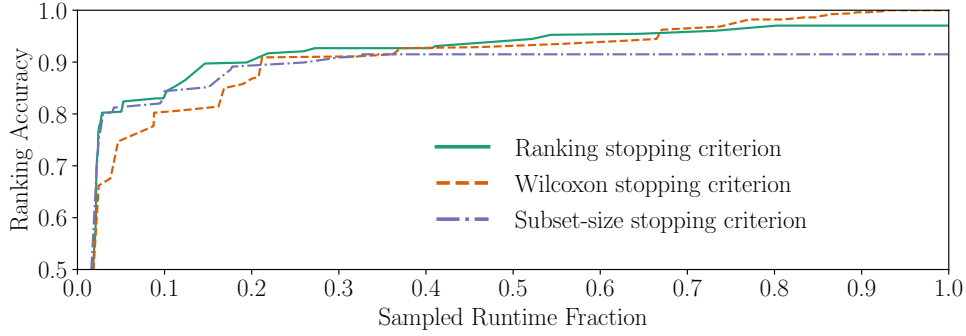 1.0
0.9
0.8
0.7
0.6
0.5
Ranking Accuracy
Ranking stopping criterion
Wilcoxon stopping criterion
Subset-size stopping criterion
0.0 0.1 0.2 0.3 0.4 0.5 0.6 0.7 0.8 0.9 1.0
Sampled Runtime Fraction